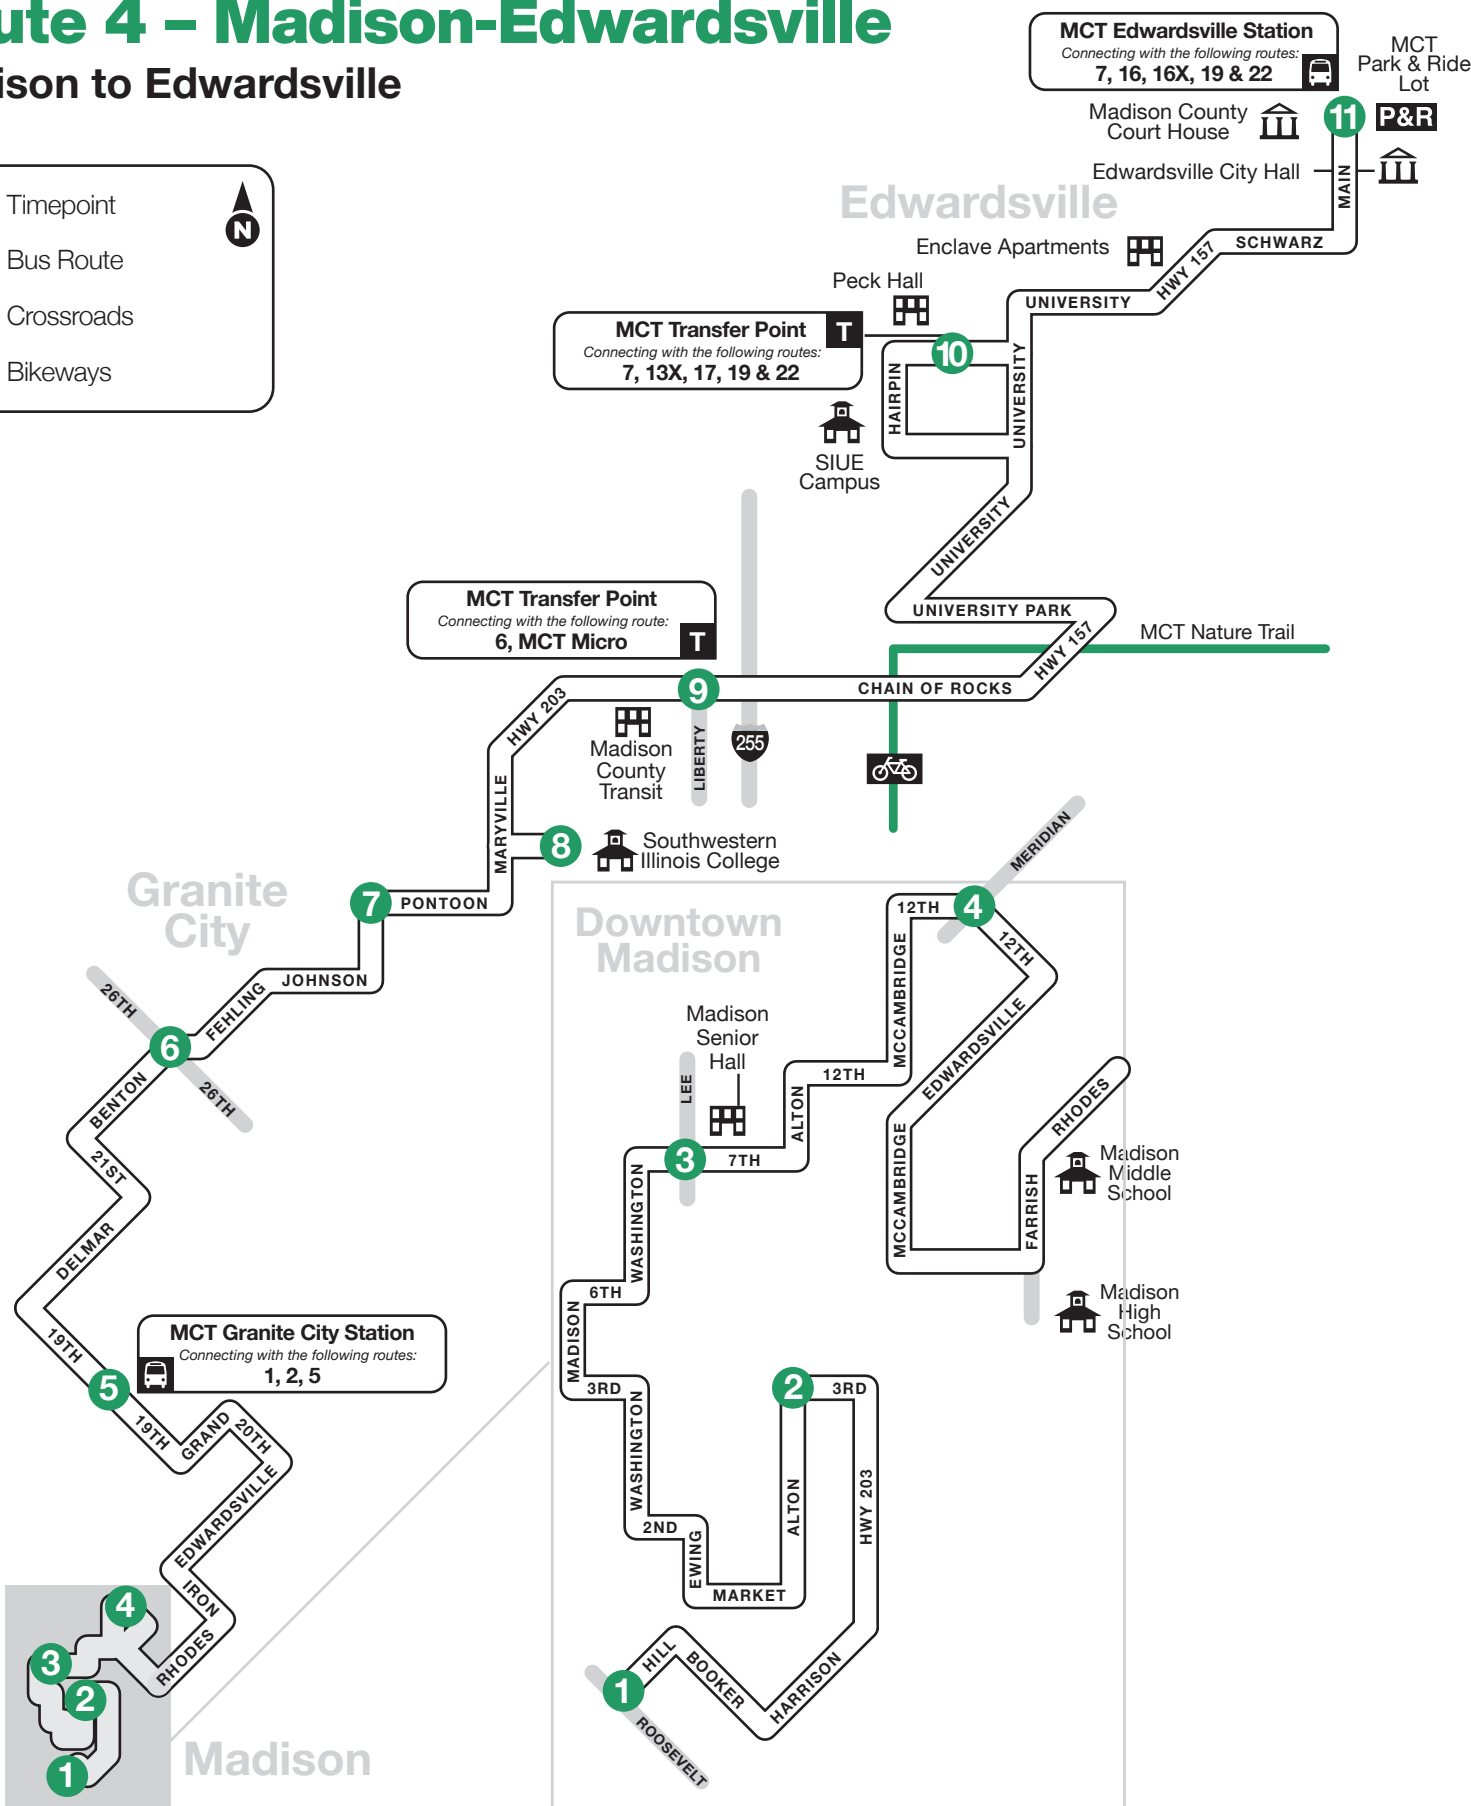 ute 4 – Madison-Edwardsville
ison to Edwardsville
Timepoint
N
Bus Route
Crossroads
Bikeways
MCT Edwardsville Station
Connecting with the following routes:
7, 16, 16X, 19 & 22
MCT
Park & Ride
Lot
Madison County
Court House
11
P&R
Edwardsville City Hall
MAIN
Edwardsville
SCHWARZ
Enclave Apartments
HWY 157
Peck Hall
UNIVERSITY
MCT Transfer Point
T
Connecting with the following routes:
7, 13X, 17, 19 & 22
10
HAIRPIN
UNIVERSITY
SIUE
Campus
UNIVERSITY
MCT Transfer Point
Connecting with the following route:
6, MCT Micro
T
UNIVERSITY PARK
MCT Nature Trail
HWY 157
9
CHAIN OF ROCKS
HWY 203
Madison
County
Transit
LIBERTY
255
MARYVILLE
8
Southwestern
Illinois College
MERIDIAN
Granite
City
7
PONTOON
Downtown
Madison
12TH
4
12TH
JOHNSON
26TH
FEHLING
6
26TH
BENTON
21ST
DELMAR
MCCAMBRIDGE
EDWARDSVILLE
Madison
Senior
Hall
LEE
12TH
ALTON
3
7TH
RHODES
Madison
Middle
School
MCCAMBRIDGE
FARRISH
WASHINGTON
6TH
MADISON
Madison
High
School
19TH
MCT Granite City Station
Connecting with the following routes:
1, 2, 5
5
19TH
GRAND
20TH
EDWARDSVILLE
3RD
2
3RD
WASHINGTON
ALTON
HWY 203
2ND
EWING
MARKET
IRON
RHODES
4
3
2
1
Madison
HILL
BOOKER
HARRISON
1
ROOSEVELT